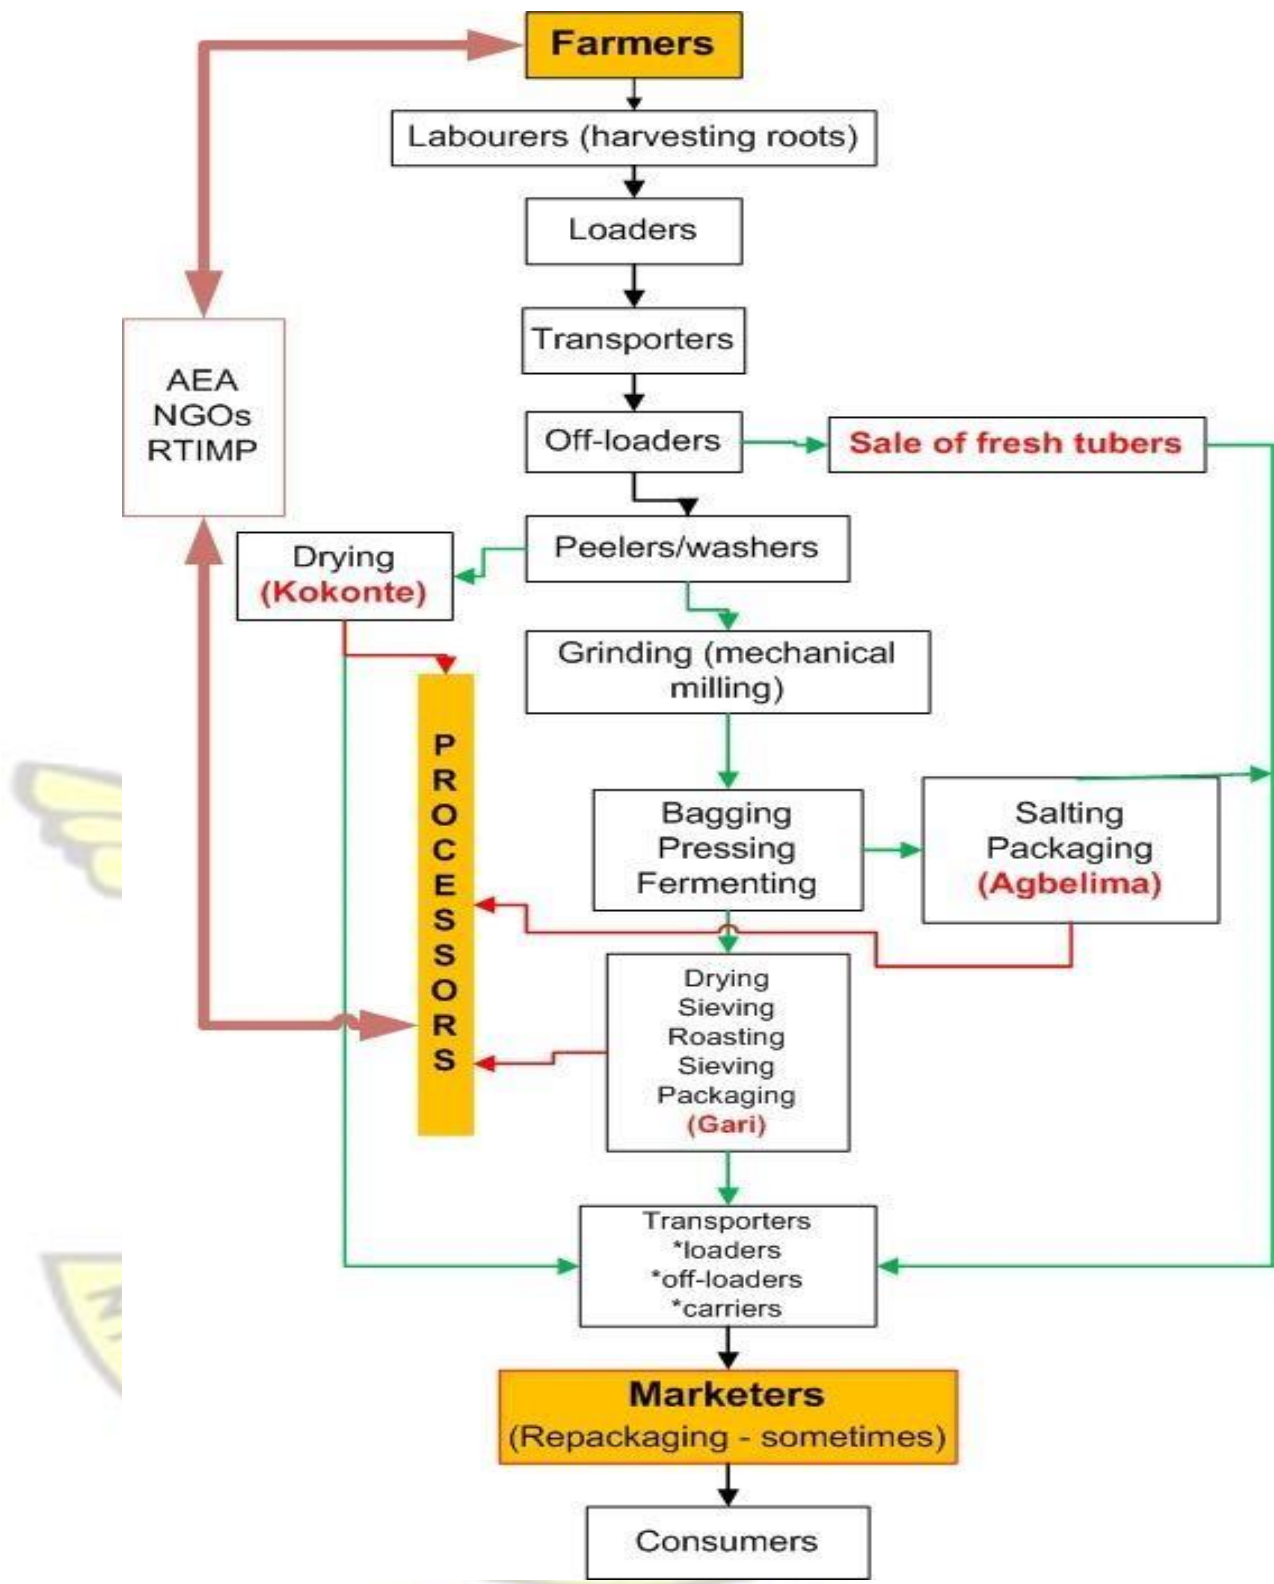 Farmers
Labourers (harvesting roots)
Loaders
Transporters
Off-loaders
Sale of fresh tubers
AEA
NGOs
RTIMP
Peelers/washers
Drying
(Kokonte)
Grinding (mechanical
milling)
PROCESSORS
Bagging
Pressing
Fermenting
Salting
Packaging
(Agbelima)
Drying
Sieving
Roasting
Sieving
Packaging
(Gari)
Transporters
*loaders
*off-loaders
*carriers
Marketers
(Repackaging - sometimes)
Consumers